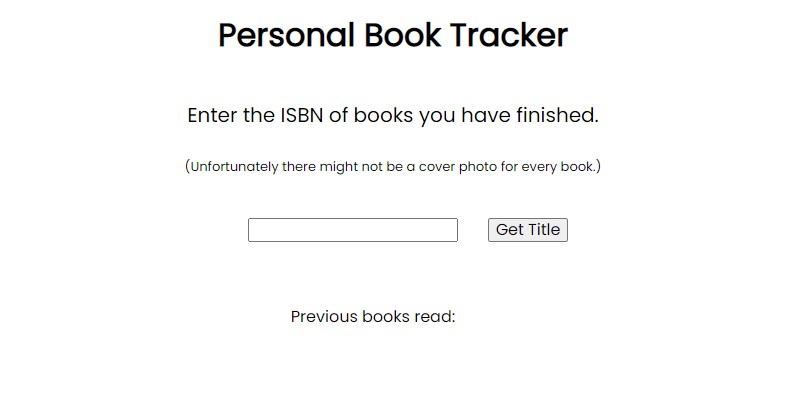 Personal Book Tracker
Enter the ISBN of books you have finished.
(Unfortunately there might not be a cover photo for every book.)
Get Title
Previous books read: